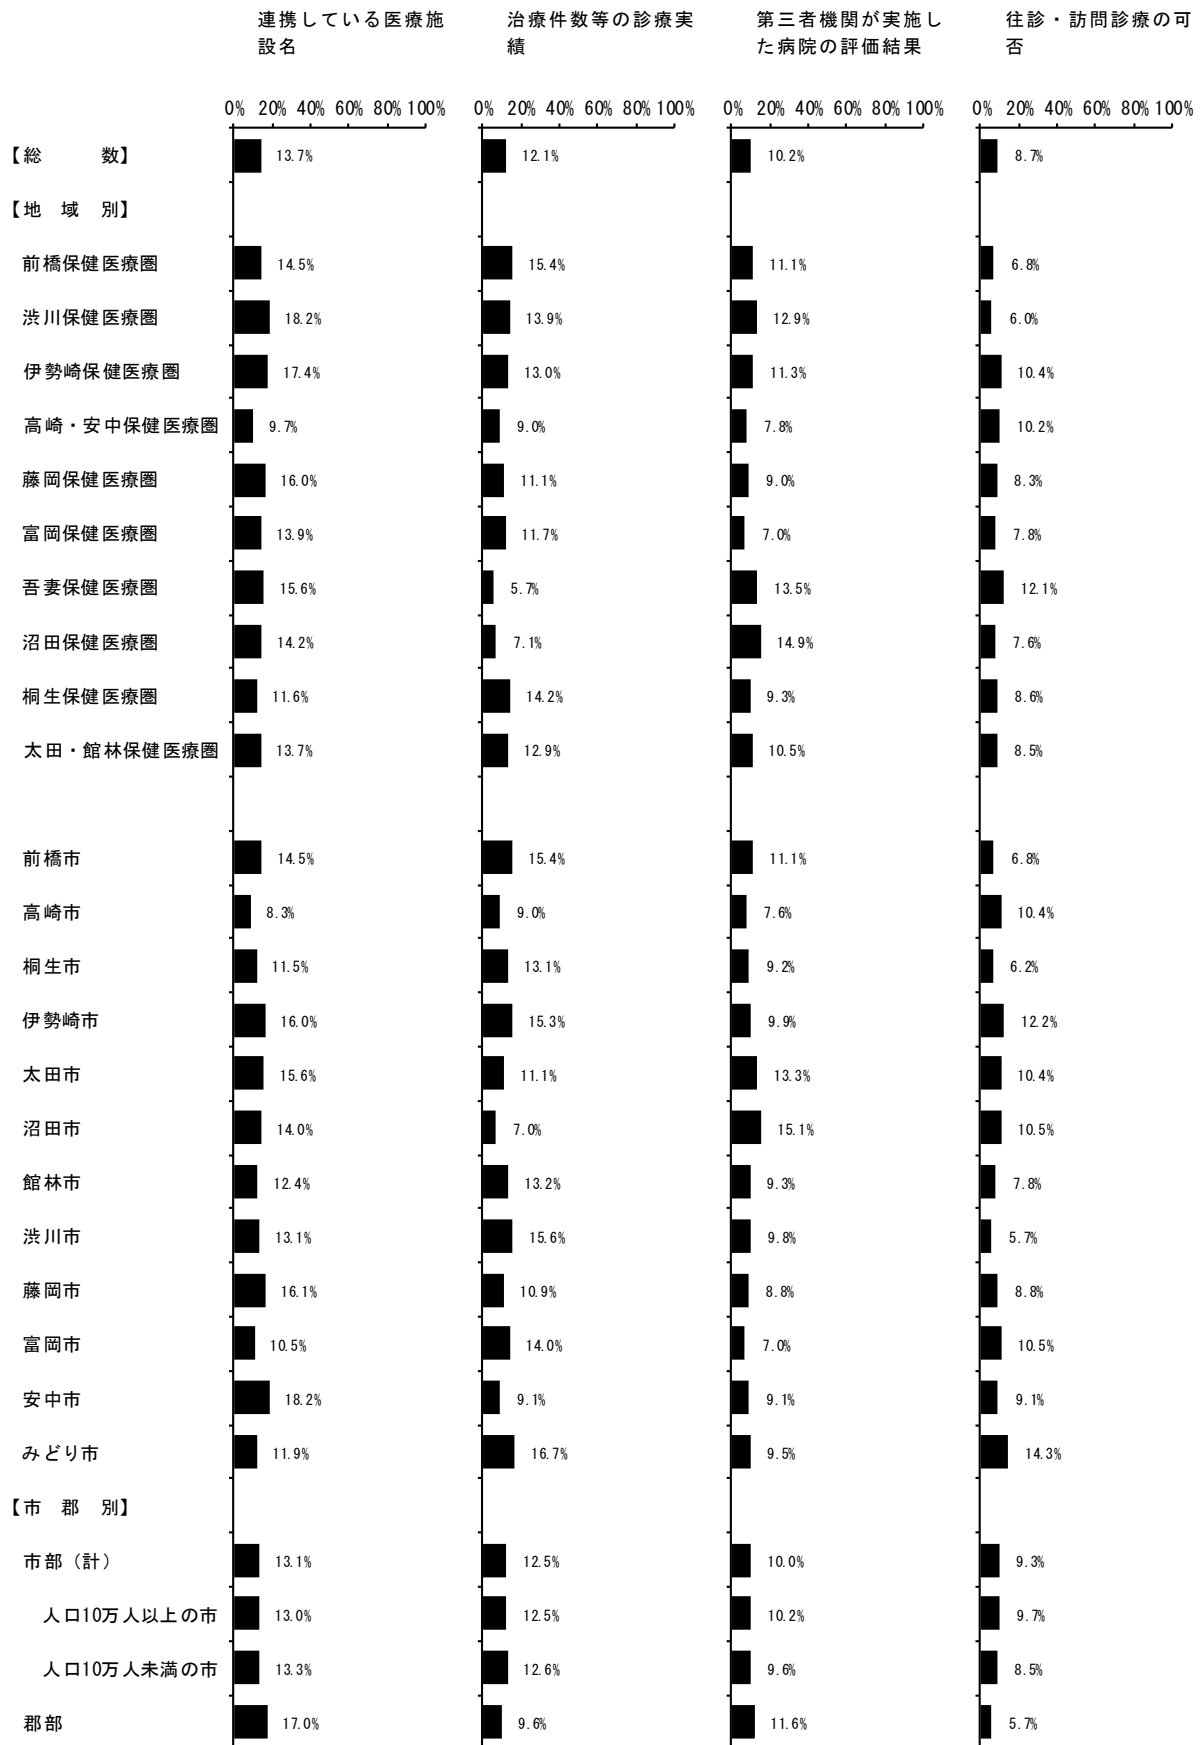 連携している医療施設名
治療件数等の診療実績
第三者機関が実施した病院の評価結果
往診・訪問診療の可否
0% 20% 40% 60% 80% 100% 0% 20% 40% 60% 80% 100% 0% 20% 40% 60% 80% 100% 0% 20% 40% 60% 80% 100%
【総　　数】 13.7% 12.1% 10.2% 8.7%
【地　域　別】
前橋保健医療圏 14.5% 15.4% 11.1% 6.8%
渋川保健医療圏 18.2% 13.9% 12.9% 6.0%
伊勢崎保健医療圏 17.4% 13.0% 11.3% 10.4%
高崎・安中保健医療圏 9.7% 9.0% 7.8% 10.2%
藤岡保健医療圏 16.0% 11.1% 9.0% 8.3%
富岡保健医療圏 13.9% 11.7% 7.0% 7.8%
吾妻保健医療圏 15.6% 5.7% 13.5% 12.1%
沼田保健医療圏 14.2% 7.1% 14.9% 7.6%
桐生保健医療圏 11.6% 14.2% 9.3% 8.6%
太田・館林保健医療圏 13.7% 12.9% 10.5% 8.5%
前橋市 14.5% 15.4% 11.1% 6.8%
高崎市 8.3% 9.0% 7.6% 10.4%
桐生市 11.5% 13.1% 9.2% 6.2%
伊勢崎市 16.0% 15.3% 9.9% 12.2%
太田市 15.6% 11.1% 13.3% 10.4%
沼田市 14.0% 7.0% 15.1% 10.5%
館林市 12.4% 13.2% 9.3% 7.8%
渋川市 13.1% 15.6% 9.8% 5.7%
藤岡市 16.1% 10.9% 8.8% 8.8%
富岡市 10.5% 14.0% 7.0% 10.5%
安中市 18.2% 9.1% 9.1% 9.1%
みどり市 11.9% 16.7% 9.5% 14.3%
【市　郡　別】
市部（計） 13.1% 12.5% 10.0% 9.3%
人口10万人以上の市 13.0% 12.5% 10.2% 9.7%
人口10万人未満の市 13.3% 12.6% 9.6% 8.5%
郡部 17.0% 9.6% 11.6% 5.7%